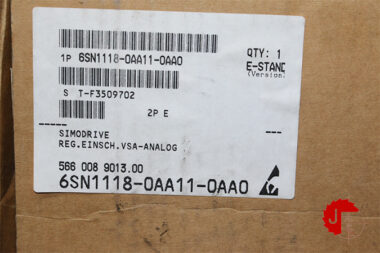 1P 6SN1118-0AA11-0AA0
QTY: 1
E-STAND
(Version
S T-F3509702
2P E
SIMODRIVE
REG.EINSCH.VSA-ANALOG
566 008 9013.00
6SN1118-0AA11-0AA0